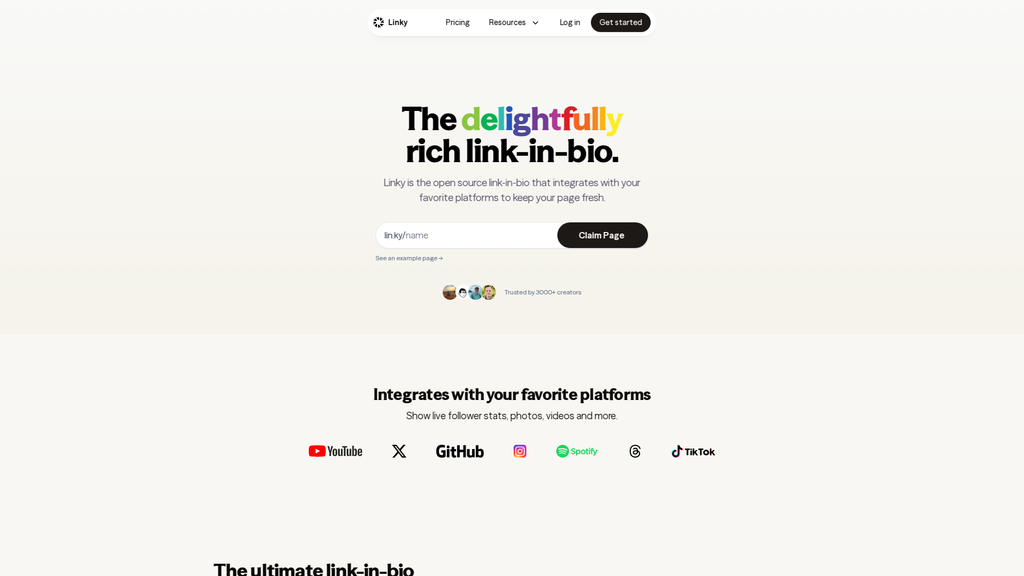 Linky
Pricing
Resources
Log in
Get started
The delightfully
rich link-in-bio.
Linky is the open source link-in-bio that integrates with your
favorite platforms to keep your page fresh.
lin.ky/name
Claim Page
See an example page →
Trusted by 3000+ creators
Integrates with your favorite platforms
Show live follower stats, photos, videos and more.
YouTube
GitHub
Spotify
TikTok
The ultimate link-in-bio